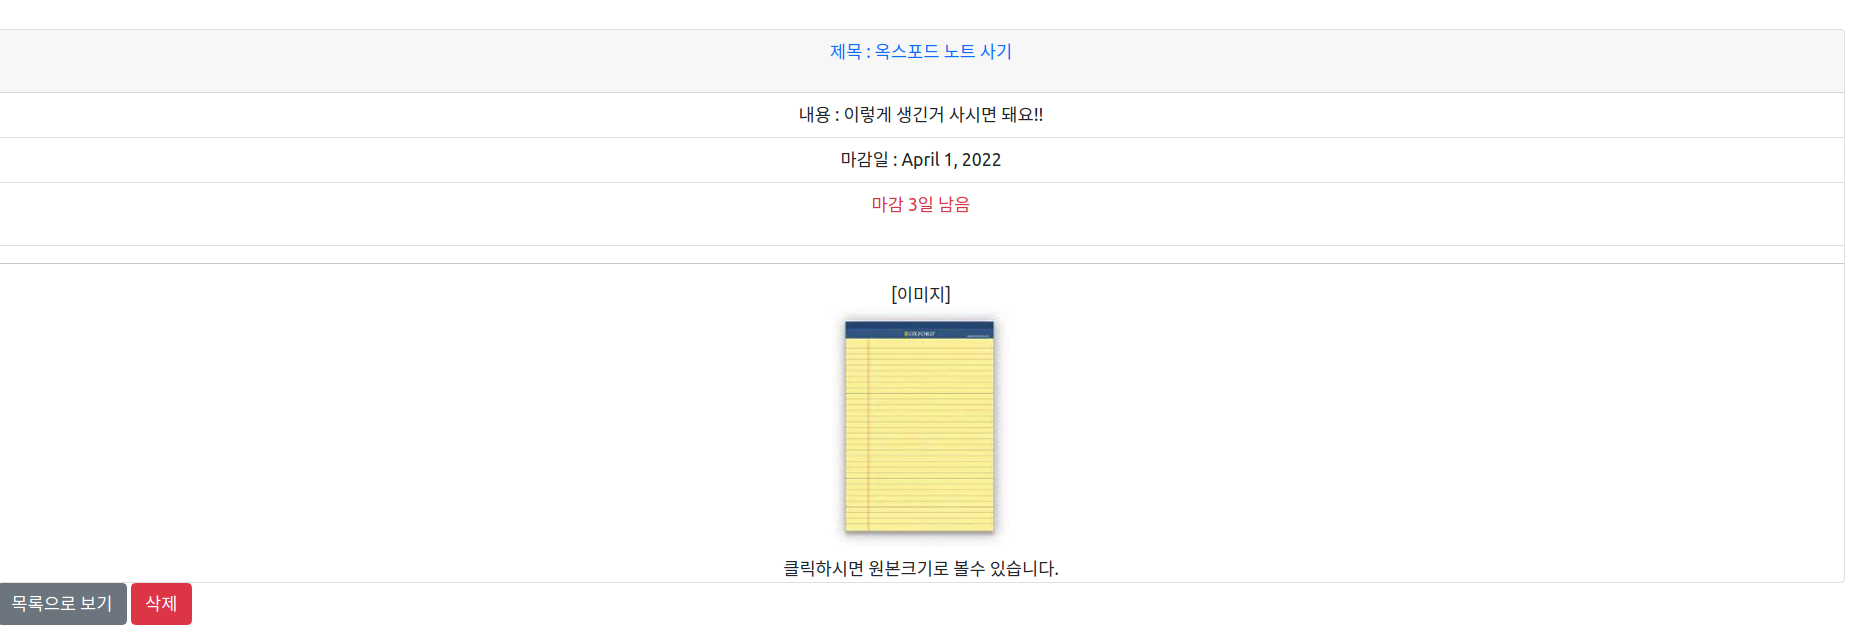 제목 : 옥스포드 노트 사기
내용 : 이렇게 생긴거 사시면 돼요!!
마감일 : April 1, 2022
마감 3일 남음
[이미지]
OXFORD
클릭하시면 원본크기로 볼수 있습니다.
목록으로 보기 삭제